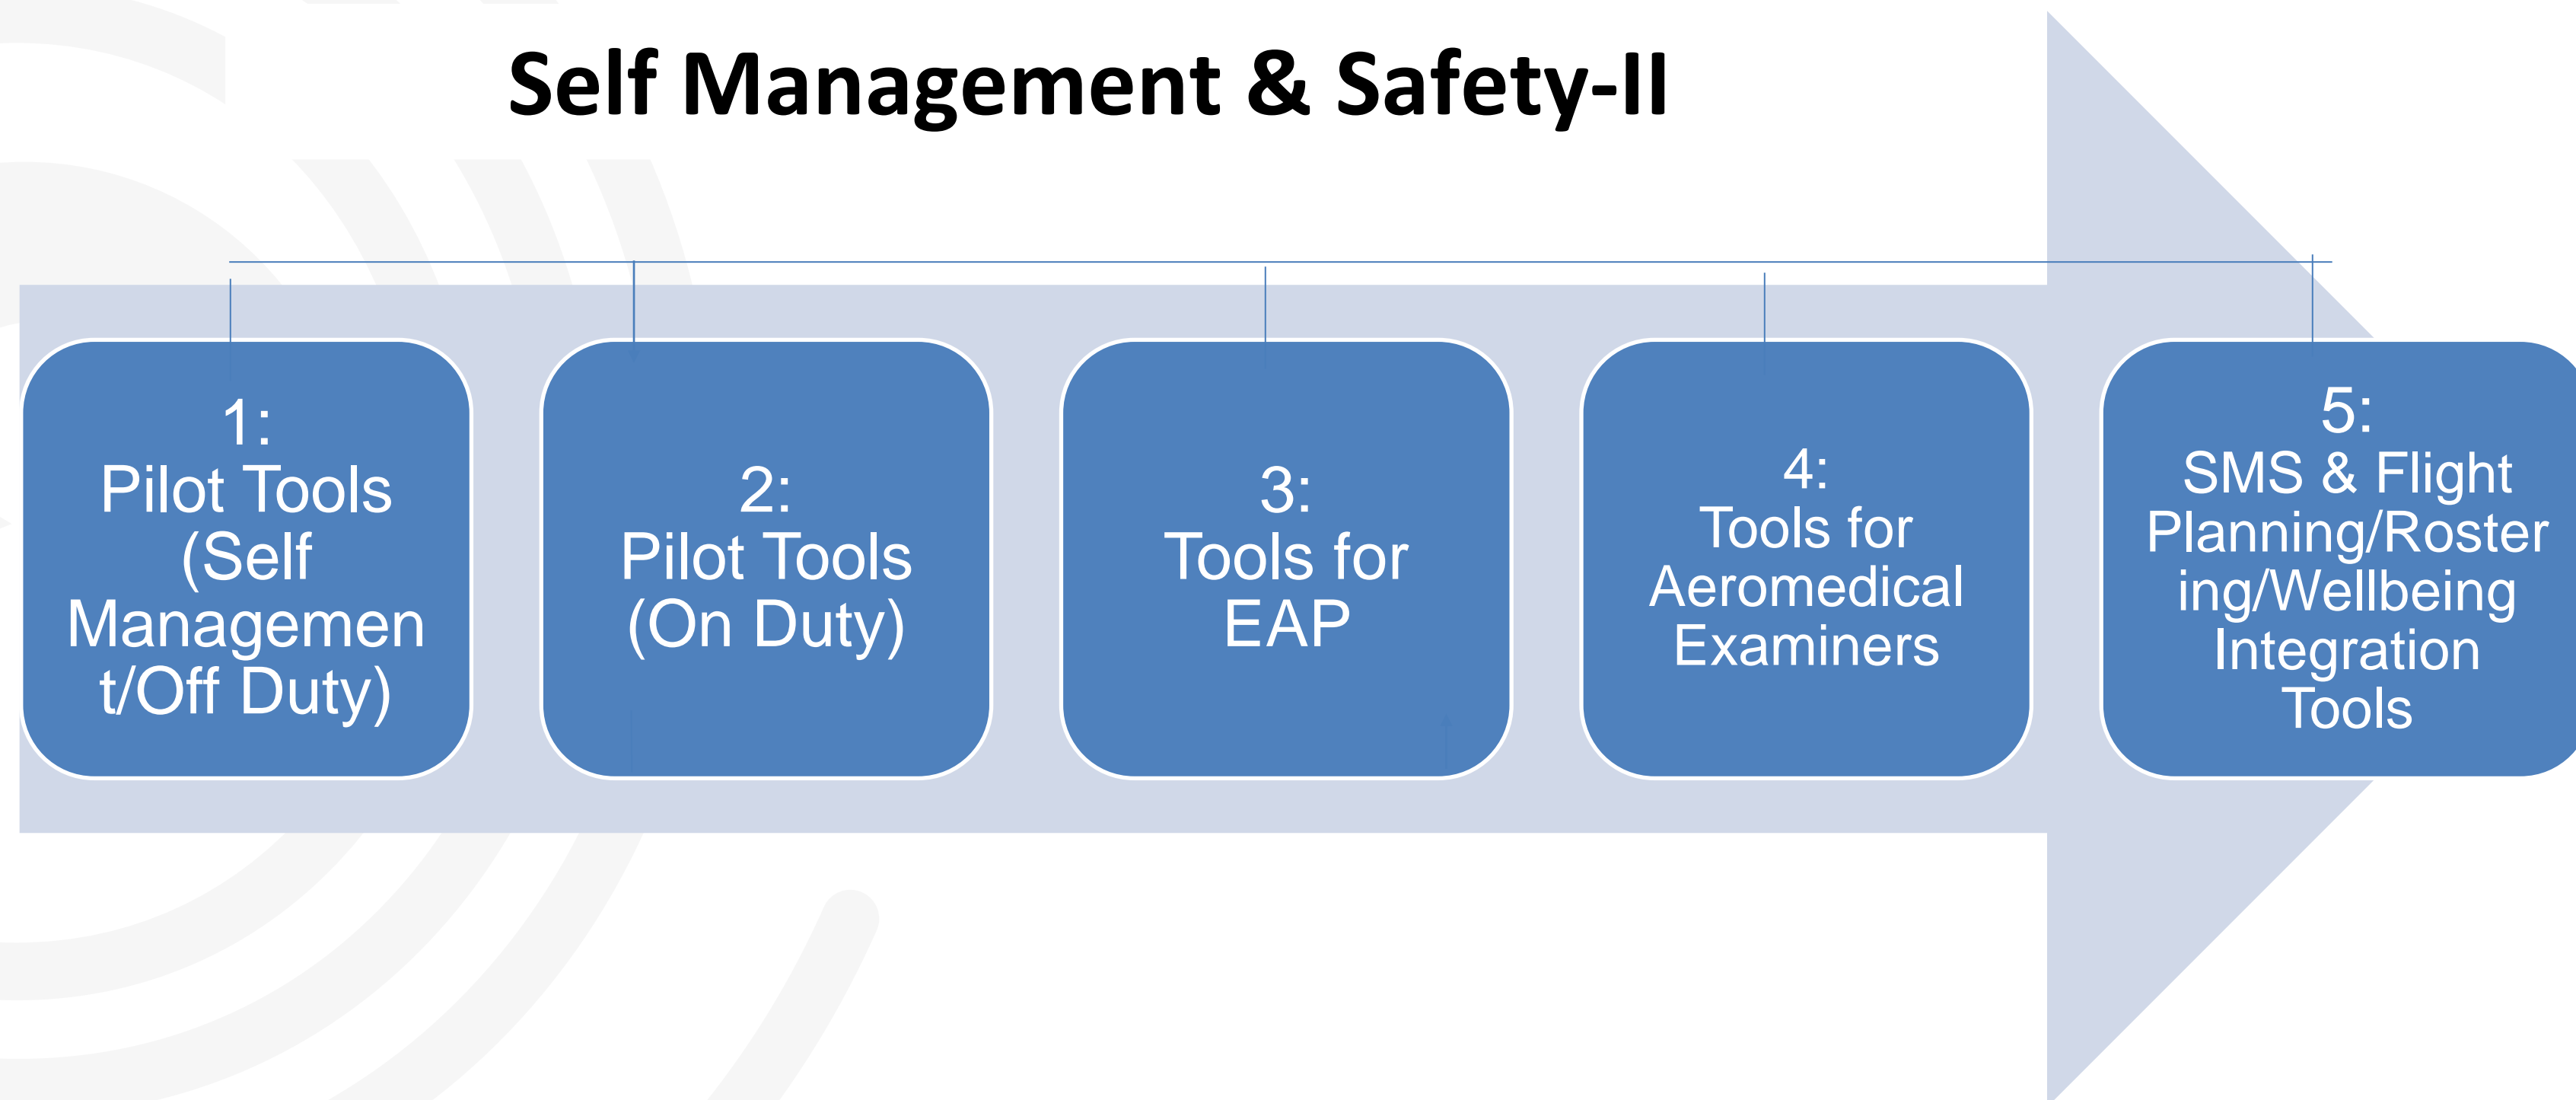 Self Management & Safety-II
1:
Pilot Tools
(Self
Managemen
t/Off Duty)
2:
Pilot Tools
(On Duty)
3:
Tools for
EAP
4:
Tools for
Aeromedical
Examiners
5:
SMS & Flight
Planning/Roster
ing/Wellbeing
Integration
Tools